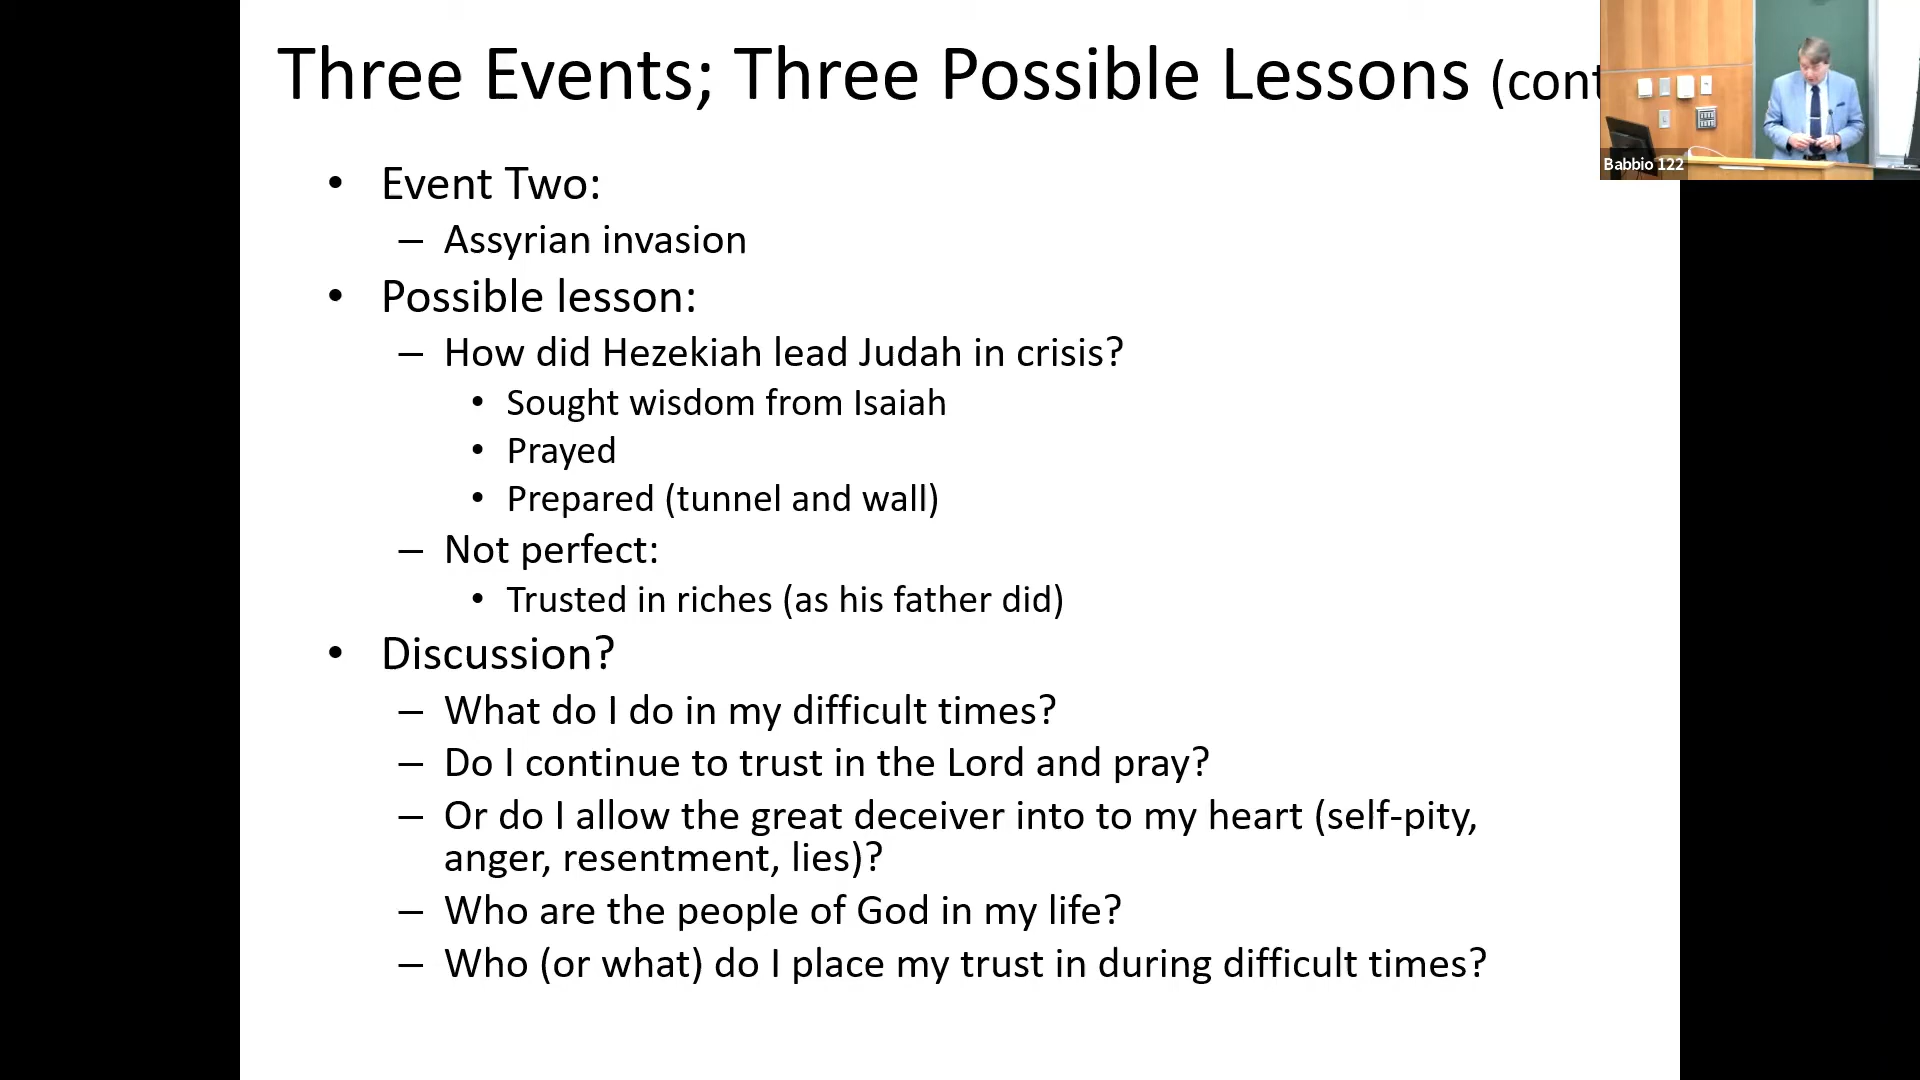 Three Events; Three Possible Lessons (cont
Babbio 122
• Event Two:
– Assyrian invasion
• Possible lesson:
– How did Hezekiah lead Judah in crisis?
• Sought wisdom from Isaiah
• Prayed
• Prepared (tunnel and wall)
– Not perfect:
• Trusted in riches (as his father did)
• Discussion?
– What do I do in my difficult times?
– Do I continue to trust in the Lord and pray?
– Or do I allow the great deceiver into to my heart (self-pity,
anger, resentment, lies)?
– Who are the people of God in my life?
– Who (or what) do I place my trust in during difficult times?